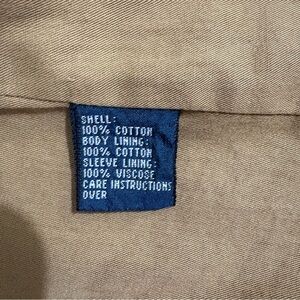 SHELL:
100% COTTON
BODY LINING:
100% COTTON
SLEEVE LINING:
100% VISCOSE
CARE INSTRUCTIONS
OVER